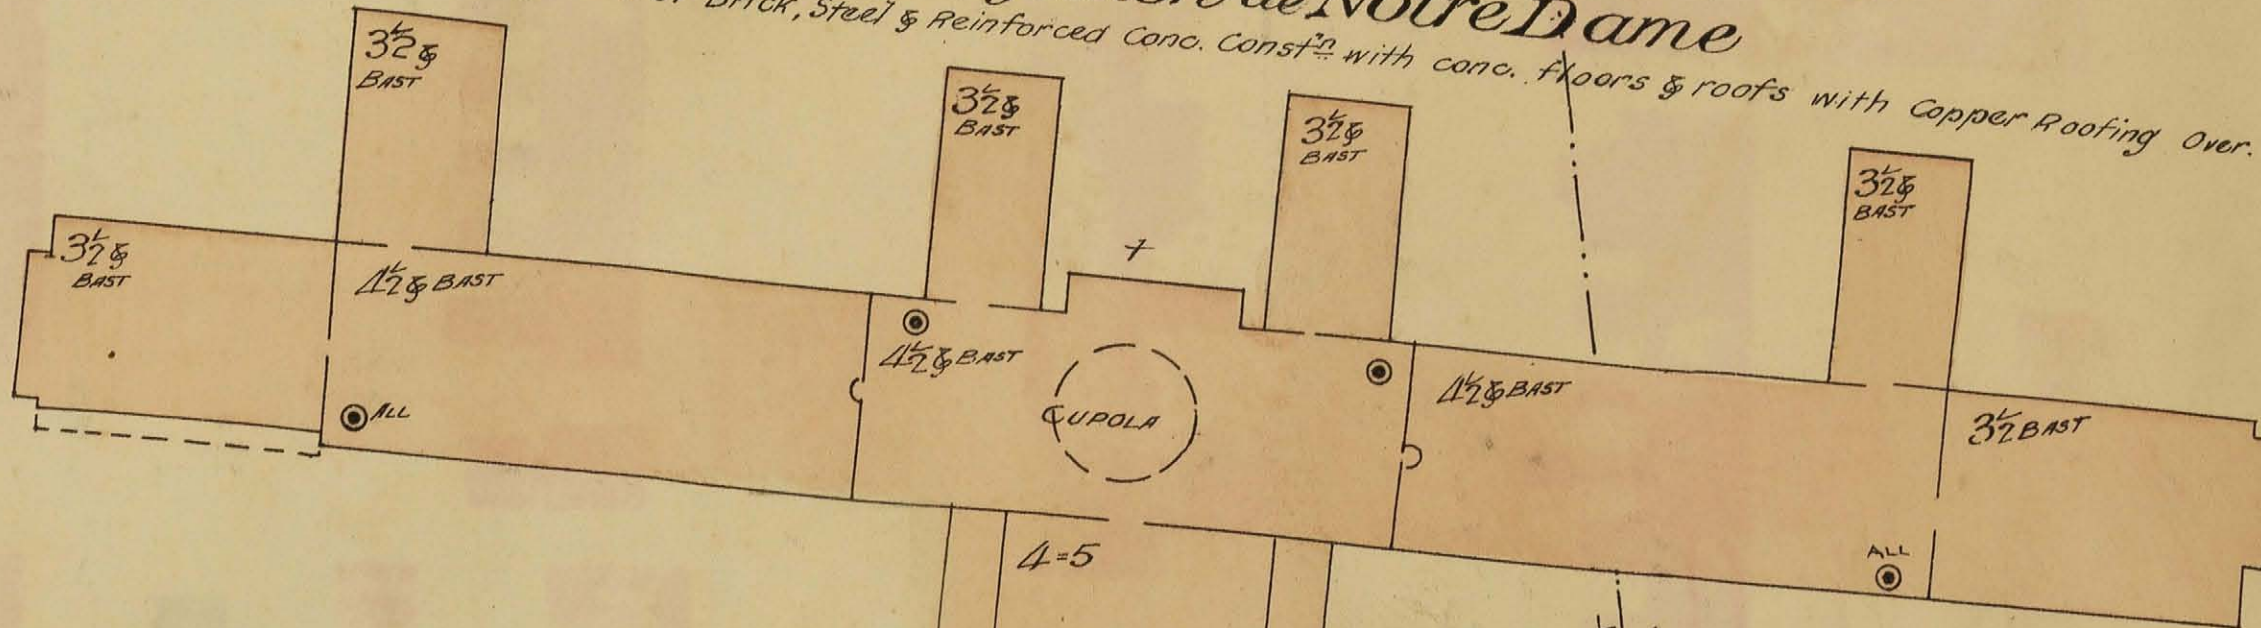 de Notre Dame
Brick, Steel & Reinforced Conc. Const'n with conc. floors & roofs with Copper Roofing Over.
3½ &
BAST
3½ &
BAST
3½ &
BAST
3½ &
BAST
3½ &
BAST
4½ & BAST
4½ & BAST
4½ & BAST
3½ BAST
ALL
CUPOLA
ALL
4=5